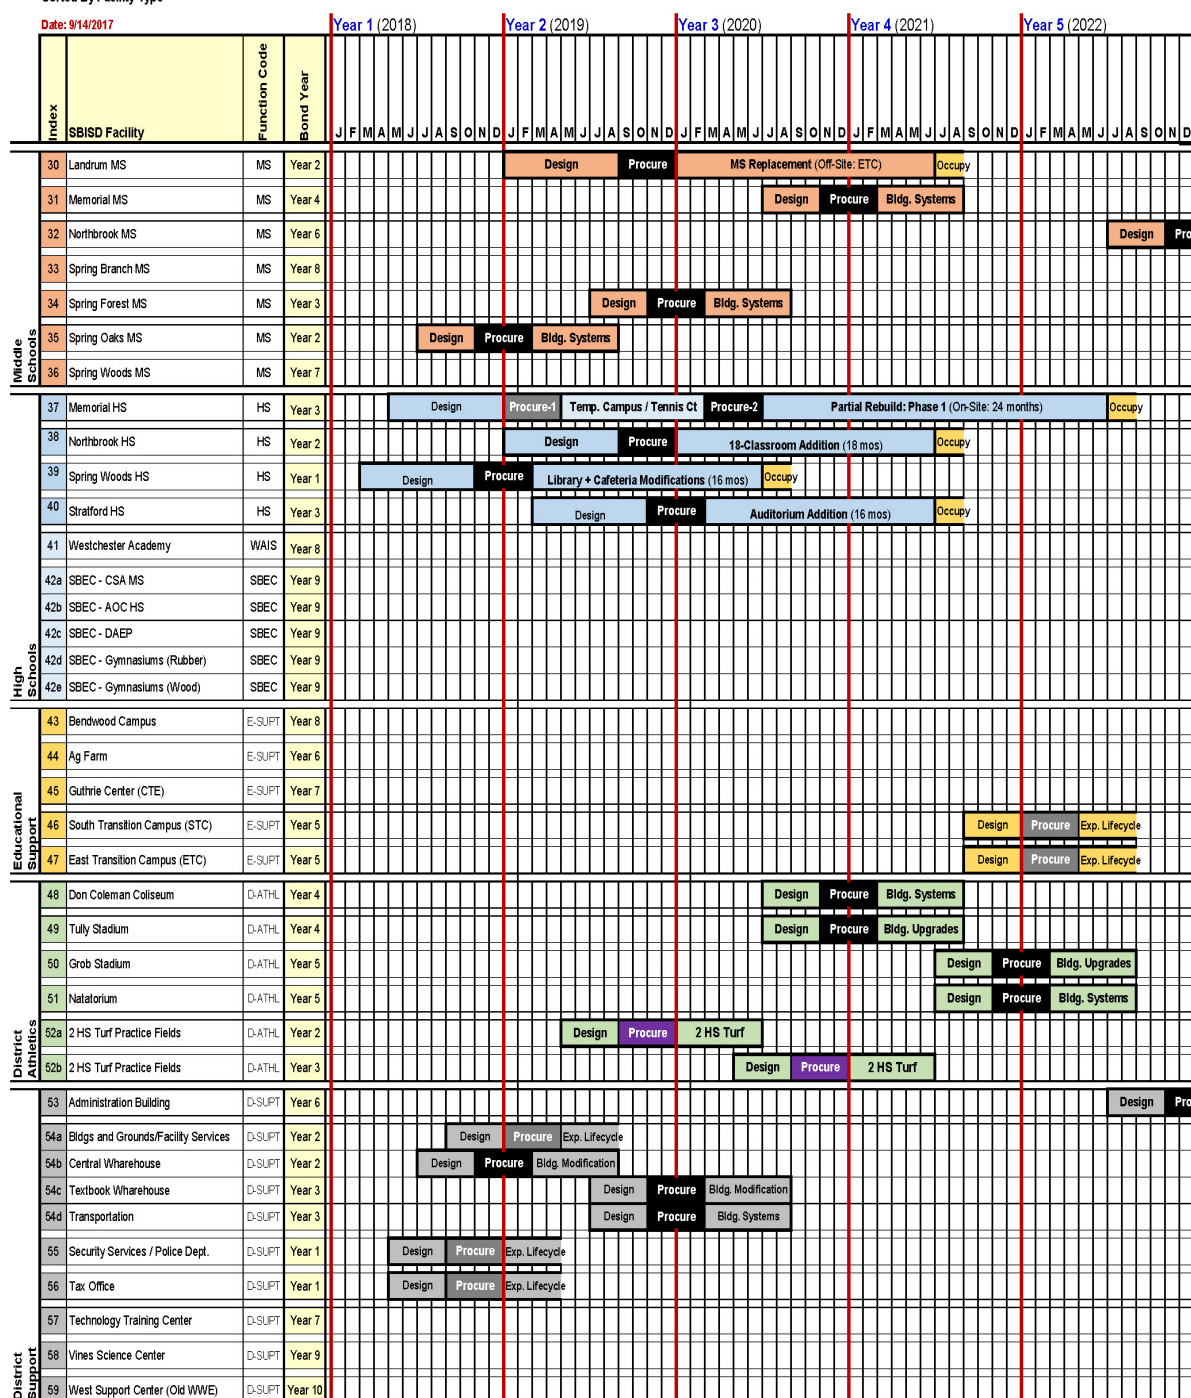 Sorted By Facility Type
Date: 9/14/2017
Year 1 (2018) Year 2 (2019) Year 3 (2020) Year 4 (2021) Year 5 (2022)
Index SBISD Facility Function Code Bond Year J F M A M J J A S O N D J F M A M J J A S O N D J F M A M J J A S O N D J F M A M J J A S O N D J F M A M J J A S O N D
Middle Schools
30 Landrum MS MS Year 2 Design Procure MS Replacement (Off-Site: ETC) Occupy
31 Memorial MS MS Year 4 Design Procure Bldg. Systems
32 Northbrook MS MS Year 6 Design Pro
33 Spring Branch MS MS Year 8
34 Spring Forest MS MS Year 3 Design Procure Bldg. Systems
35 Spring Oaks MS MS Year 2 Design Procure Bldg. Systems
36 Spring Woods MS MS Year 7
High Schools
37 Memorial HS HS Year 3 Design Procure-1 Temp. Campus / Tennis Ct Procure-2 Partial Rebuild: Phase 1 (On-Site: 24 months) Occupy
38 Northbrook HS HS Year 2 Design Procure 18-Classroom Addition (18 mos) Occupy
39 Spring Woods HS HS Year 1 Design Procure Library + Cafeteria Modifications (16 mos) Occupy
40 Stratford HS HS Year 3 Design Procure Auditorium Addition (16 mos) Occupy
41 Westchester Academy WAIS Year 8
42a SBEC - CSA MS SBEC Year 9
42b SBEC - AOC HS SBEC Year 9
42c SBEC - DAEP SBEC Year 9
42d SBEC - Gymnasiums (Rubber) SBEC Year 9
42e SBEC - Gymnasiums (Wood) SBEC Year 9
Educational Support
43 Bendwood Campus E-SUPT Year 8
44 Ag Farm E-SUPT Year 6
45 Guthrie Center (CTE) E-SUPT Year 7
46 South Transition Campus (STC) E-SUPT Year 5 Design Procure Exp. Lifecycle
47 East Transition Campus (ETC) E-SUPT Year 5 Design Procure Exp. Lifecycle
District Athletics
48 Don Coleman Coliseum D-ATHL Year 4 Design Procure Bldg. Systems
49 Tully Stadium D-ATHL Year 4 Design Procure Bldg. Upgrades
50 Grob Stadium D-ATHL Year 5 Design Procure Bldg. Upgrades
51 Natatorium D-ATHL Year 5 Design Procure Bldg. Systems
52a 2 HS Turf Practice Fields D-ATHL Year 2 Design Procure 2 HS Turf
52b 2 HS Turf Practice Fields D-ATHL Year 3 Design Procure 2 HS Turf
District Support
53 Administration Building D-SUPT Year 6 Design Pro
54a Bldgs and Grounds/Facility Services D-SUPT Year 2 Design Procure Exp. Lifecycle
54b Central Wharehouse D-SUPT Year 2 Design Procure Bldg. Modification
54c Textbook Wharehouse D-SUPT Year 3 Design Procure Bldg. Modification
54d Transportation D-SUPT Year 3 Design Procure Bldg. Systems
55 Security Services / Police Dept. D-SUPT Year 1 Design Procure Exp. Lifecycle
56 Tax Office D-SUPT Year 1 Design Procure Exp. Lifecycle
57 Technology Training Center D-SUPT Year 7
58 Vines Science Center D-SUPT Year 9
59 West Support Center (Old WWE) D-SUPT Year 10